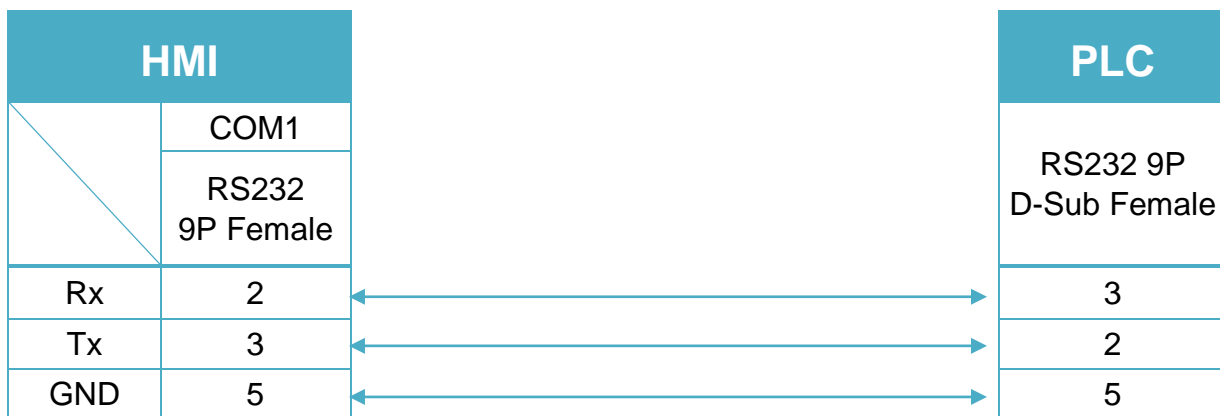 HMI
PLC
COM1
RS232
9P Female
RS232 9P
D-Sub Female
Rx 2 3
Tx 3 2
GND 5 5